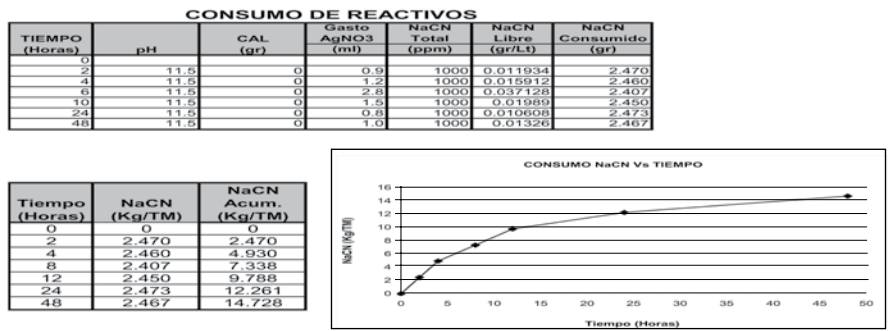 CONSUMO DE REACTIVOS
TIEMPO (Horas) pH CAL (gr) Gasto AgNO3 (ml) NaCN Total (ppm) NaCN Libre (gr/Lt) NaCN Consumido (gr)
0
2 11.5 0 0.9 1000 0.011934 2.470
4 11.5 0 1.2 1000 0.015912 2.460
6 11.5 0 2.8 1000 0.037128 2.407
10 11.5 0 1.5 1000 0.01989 2.450
24 11.5 0 0.8 1000 0.010608 2.473
48 11.5 0 1.0 1000 0.01326 2.467
Tiempo (Horas) NaCN (Kg/TM) NaCN Acum. (Kg/TM)
0 0 0
2 2.470 2.470
4 2.460 4.930
8 2.407 7.338
12 2.450 9.788
24 2.473 12.261
48 2.467 14.728
CONSUMO NaCN Vs TIEMPO
NaCN (Kg/TM)
16
14
12
10
8
6
4
2
0
0 5 10 15 20 25 30 35 40 45 50
Tiempo (Horas)